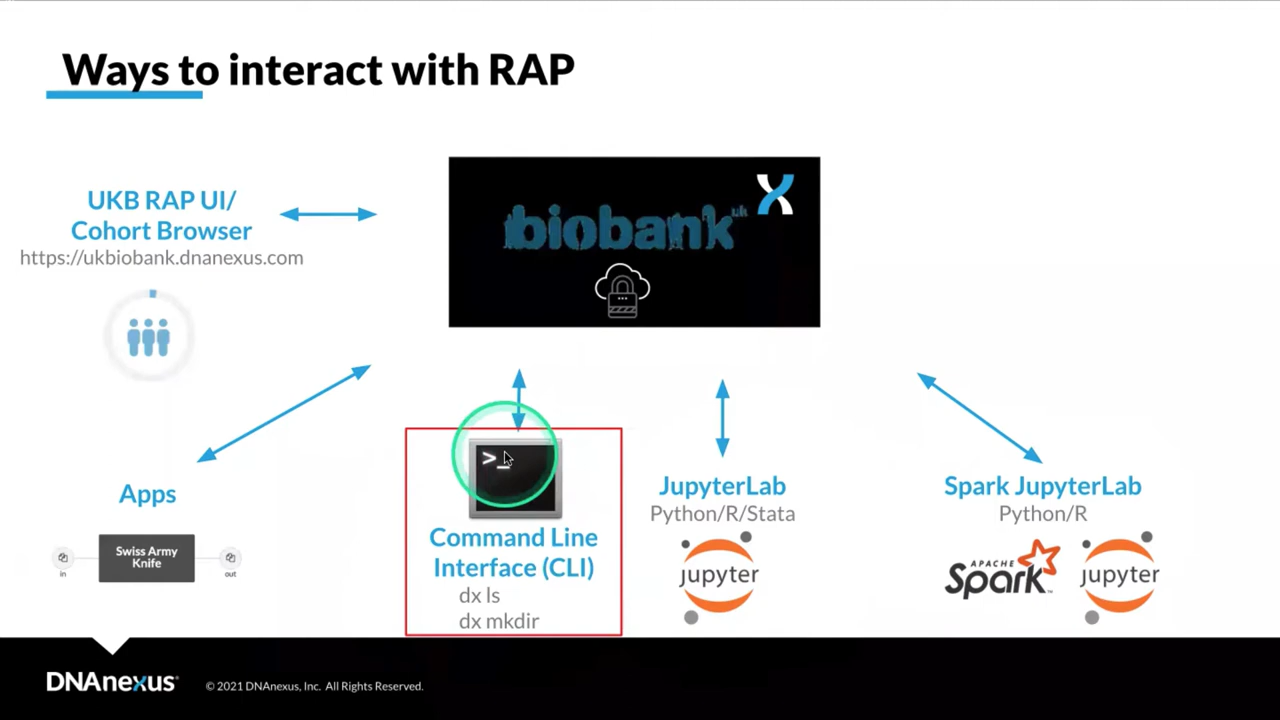 Ways to interact with RAP
biobank uk
UKB RAP UI/
Cohort Browser
https://ukbiobank.dnanexus.com
Apps
in
Swiss Army
Knife
out
>_
Command Line
Interface (CLI)
dx ls
dx mkdir
JupyterLab
Python/R/Stata
jupyter
Spark JupyterLab
Python/R
APACHE
Spark™
jupyter
DNAnexus®
© 2021 DNAnexus, Inc. All Rights Reserved.